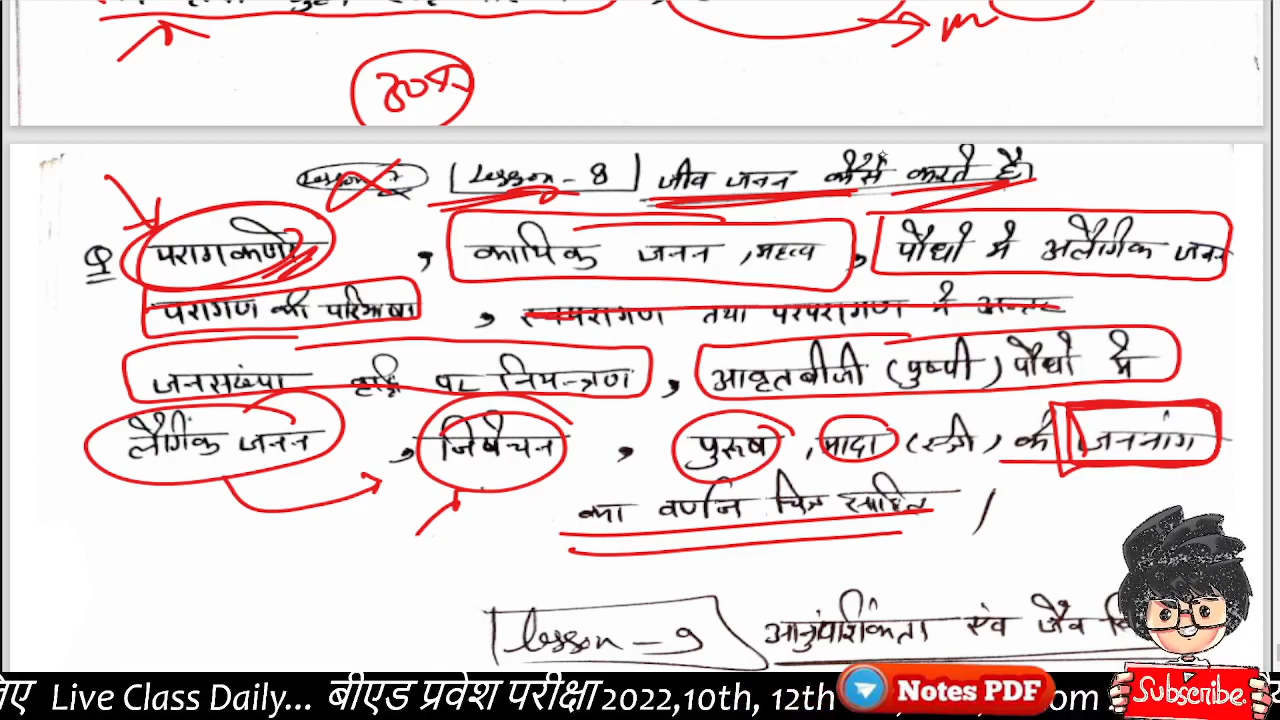 Lesson - 8 जीव जनन कैसे करते है।
Q परागकणो , कायिक जनन , महत्व , पौधों मे अलैंगिक जनन
परागण की परिभाषा , स्वपरागण तथा परपरागण मे अन्तर
जनसंख्या वृद्धि पर नियन्त्रण , आवृतबीजी (पुष्पी) पौधों मे
लैंगिक जनन , निषेचन , पुरूष , मादा (स्त्री) के जननांग
का वर्णन चित्र सहित /
Lesson - 9 आनुवंशिकता एंव जैव
Live Class Daily... बीएड प्रवेश परीक्षा 2022,10th, 12th
Notes PDF
Subscribe